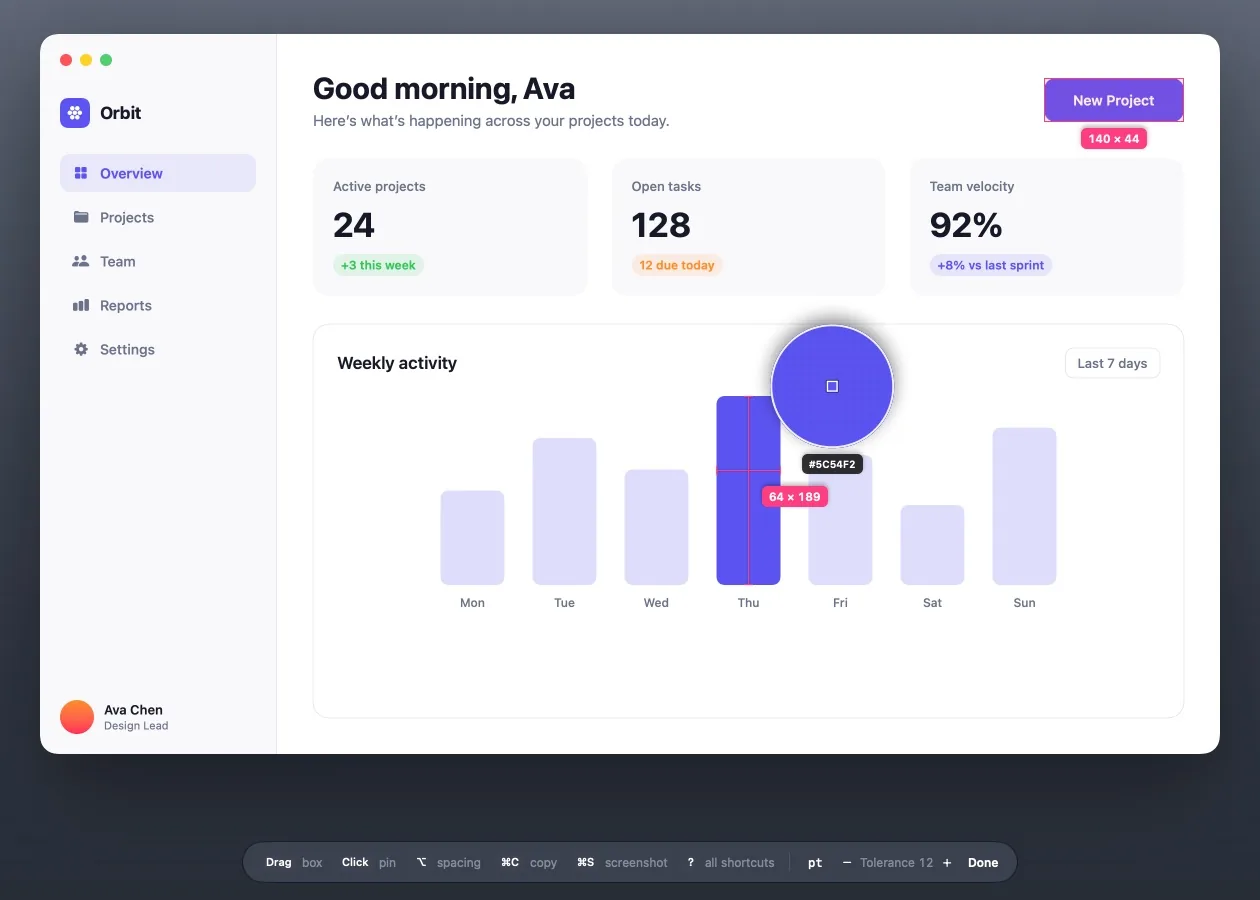 Orbit
Overview
Projects
Team
Reports
Settings
Ava Chen
Design Lead
Good morning, Ava
Here’s what’s happening across your projects today.
New Project
140 × 44
Active projects
24
+3 this week
Open tasks
128
12 due today
Team velocity
92%
+8% vs last sprint
Weekly activity
Last 7 days
#5C54F2
64 × 189
Mon Tue Wed Thu Fri Sat Sun
Drag box Click pin ⌥ spacing ⌘C copy ⌘S screenshot ? all shortcuts pt − Tolerance 12 + Done